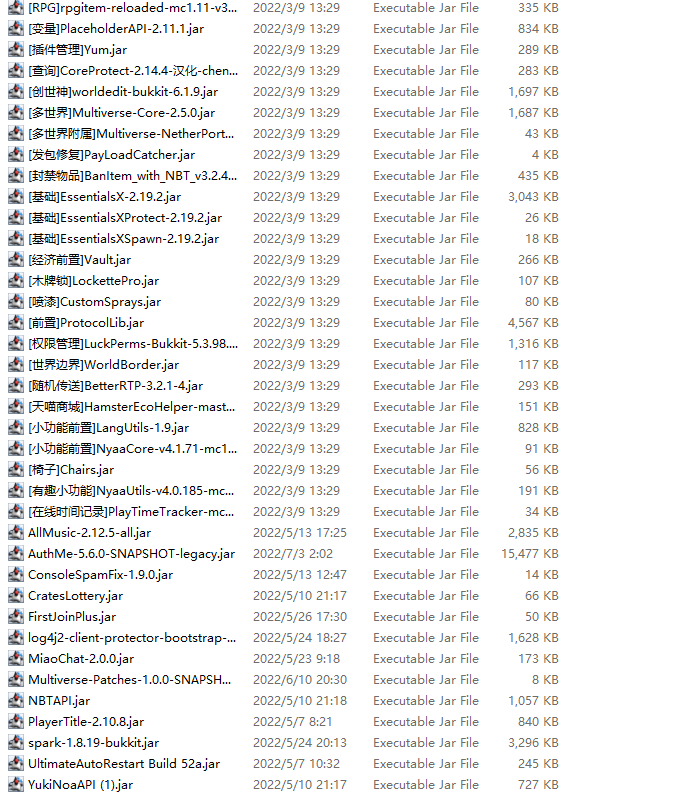 [RPG]rpgitem-reloaded-mc1.11-v3... 2022/3/9 13:29 Executable Jar File 335 KB
[变量]PlaceholderAPI-2.11.1.jar 2022/3/9 13:29 Executable Jar File 834 KB
[插件管理]Yum.jar 2022/3/9 13:29 Executable Jar File 289 KB
[查询]CoreProtect-2.14.4-汉化-chen... 2022/3/9 13:29 Executable Jar File 283 KB
[创世神]worldedit-bukkit-6.1.9.jar 2022/3/9 13:29 Executable Jar File 1,697 KB
[多世界]Multiverse-Core-2.5.0.jar 2022/3/9 13:29 Executable Jar File 1,687 KB
[多世界附属]Multiverse-NetherPort... 2022/3/9 13:29 Executable Jar File 43 KB
[发包修复]PayLoadCatcher.jar 2022/3/9 13:29 Executable Jar File 4 KB
[封禁物品]BanItem_with_NBT_v3.2.4... 2022/3/9 13:29 Executable Jar File 435 KB
[基础]EssentialsX-2.19.2.jar 2022/3/9 13:29 Executable Jar File 3,043 KB
[基础]EssentialsXProtect-2.19.2.jar 2022/3/9 13:29 Executable Jar File 26 KB
[基础]EssentialsXSpawn-2.19.2.jar 2022/3/9 13:29 Executable Jar File 18 KB
[经济前置]Vault.jar 2022/3/9 13:29 Executable Jar File 266 KB
[木牌锁]LockettePro.jar 2022/3/9 13:29 Executable Jar File 107 KB
[喷漆]CustomSprays.jar 2022/3/9 13:29 Executable Jar File 80 KB
[前置]ProtocolLib.jar 2022/3/9 13:29 Executable Jar File 4,567 KB
[权限管理]LuckPerms-Bukkit-5.3.98.... 2022/3/9 13:29 Executable Jar File 1,316 KB
[世界边界]WorldBorder.jar 2022/3/9 13:29 Executable Jar File 117 KB
[随机传送]BetterRTP-3.2.1-4.jar 2022/3/9 13:29 Executable Jar File 293 KB
[天喵商城]HamsterEcoHelper-mast... 2022/3/9 13:29 Executable Jar File 151 KB
[小功能前置]LangUtils-1.9.jar 2022/3/9 13:29 Executable Jar File 828 KB
[小功能前置]NyaaCore-v4.1.71-mc1... 2022/3/9 13:29 Executable Jar File 91 KB
[椅子]Chairs.jar 2022/3/9 13:29 Executable Jar File 56 KB
[有趣小功能]NyaaUtils-v4.0.185-mc... 2022/3/9 13:29 Executable Jar File 191 KB
[在线时间记录]PlayTimeTracker-mc... 2022/3/9 13:29 Executable Jar File 34 KB
AllMusic-2.12.5-all.jar 2022/5/13 17:25 Executable Jar File 2,835 KB
AuthMe-5.6.0-SNAPSHOT-legacy.jar 2022/7/3 2:02 Executable Jar File 15,477 KB
ConsoleSpamFix-1.9.0.jar 2022/5/13 12:47 Executable Jar File 14 KB
CratesLottery.jar 2022/5/10 21:17 Executable Jar File 66 KB
FirstJoinPlus.jar 2022/5/26 17:30 Executable Jar File 50 KB
log4j2-client-protector-bootstrap-... 2022/5/24 18:27 Executable Jar File 1,628 KB
MiaoChat-2.0.0.jar 2022/5/23 9:18 Executable Jar File 173 KB
Multiverse-Patches-1.0.0-SNAPSH... 2022/6/10 20:30 Executable Jar File 8 KB
NBTAPI.jar 2022/5/10 21:18 Executable Jar File 1,057 KB
PlayerTitle-2.10.8.jar 2022/5/7 8:21 Executable Jar File 840 KB
spark-1.8.19-bukkit.jar 2022/5/24 20:13 Executable Jar File 3,296 KB
UltimateAutoRestart Build 52a.jar 2022/5/7 10:32 Executable Jar File 245 KB
YukiNoaAPI (1).jar 2022/5/10 21:17 Executable Jar File 727 KB